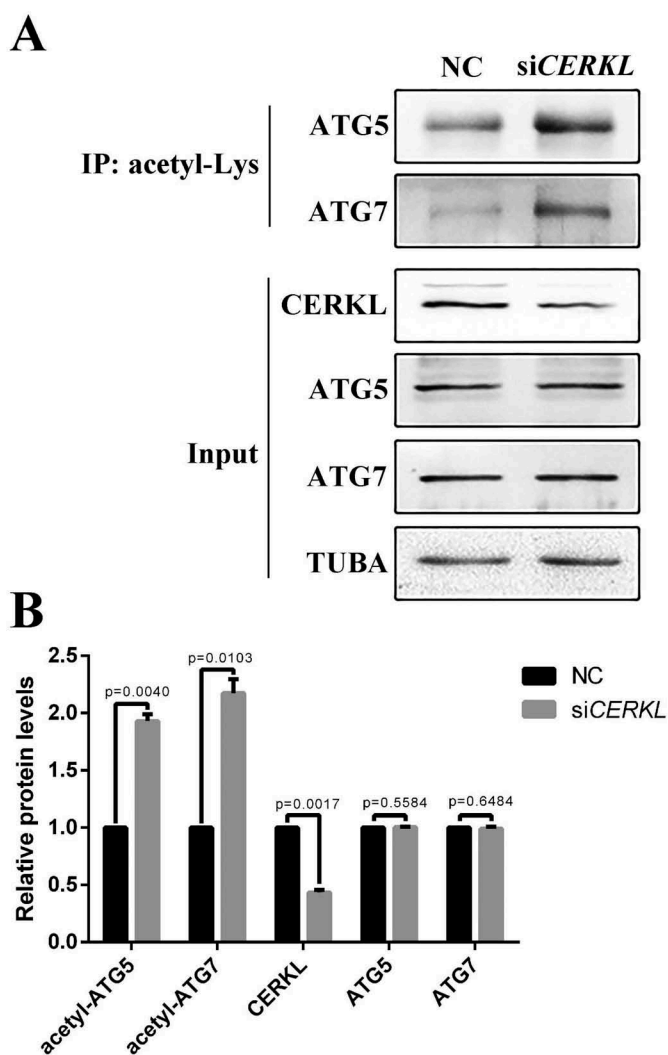 A
NC siCERKL
ATG5
IP: acetyl-Lys
ATG7
CERKL
ATG5
Input
ATG7
TUBA
B
Relative protein levels
2.5
2.0
1.5
1.0
0.5
0.0
p=0.0040
p=0.0103
p=0.0017
p=0.5584
p=0.6484
NC
siCERKL
acetyl-ATG5
acetyl-ATG7
CERKL
ATG5
ATG7